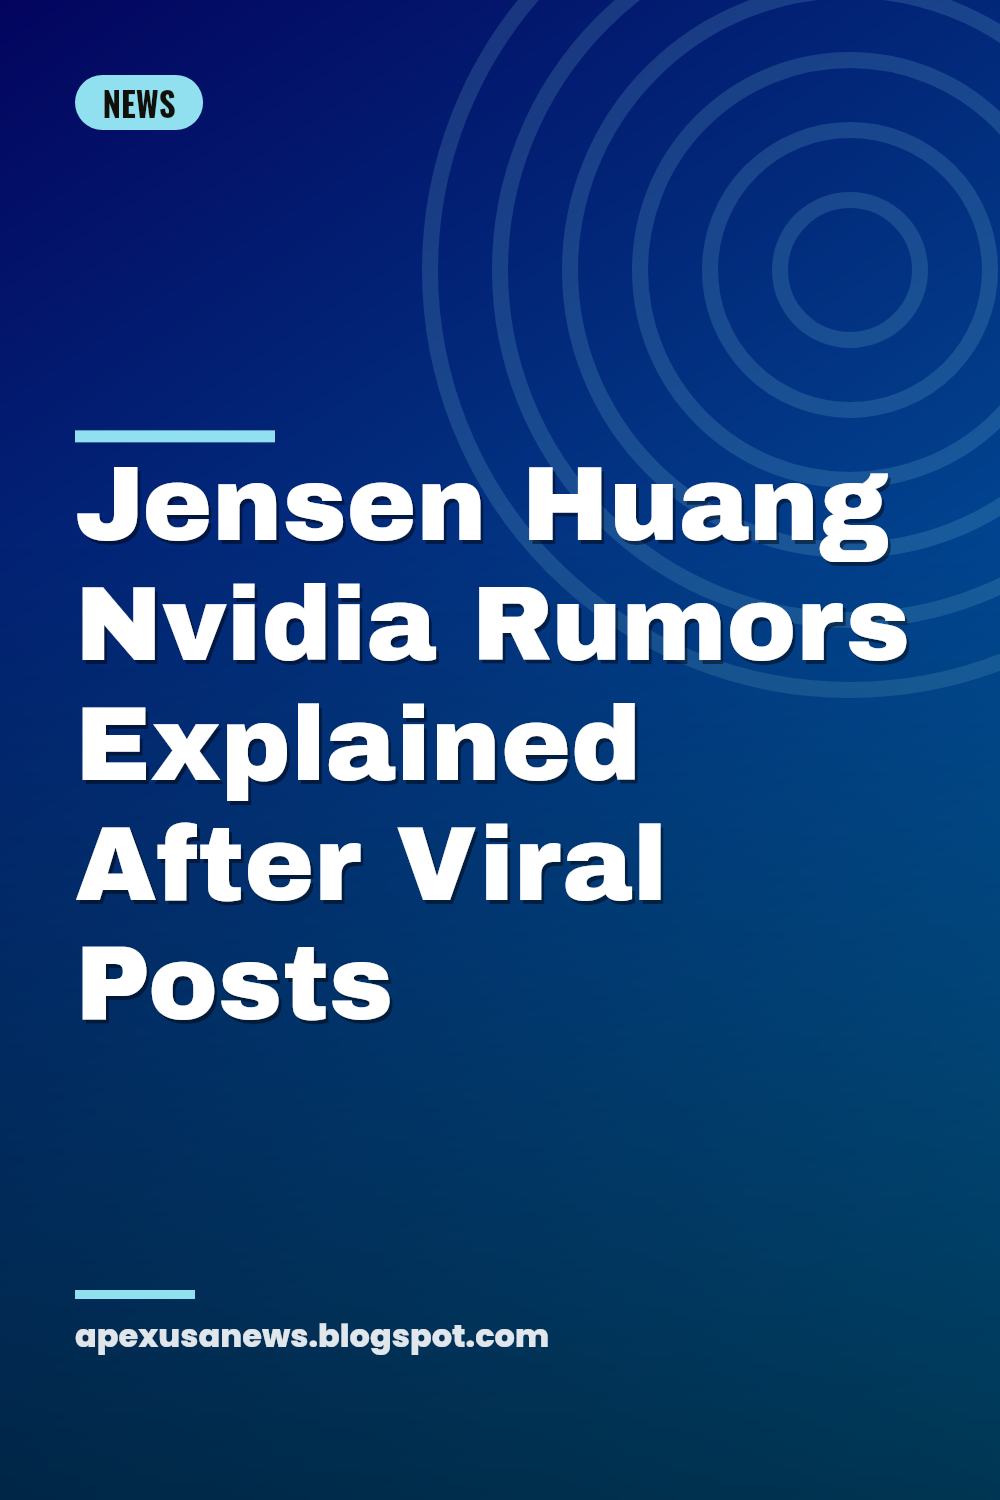 NEWS
Jensen Huang
Nvidia Rumors
Explained
After Viral
Posts
apexusanews.blogspot.com